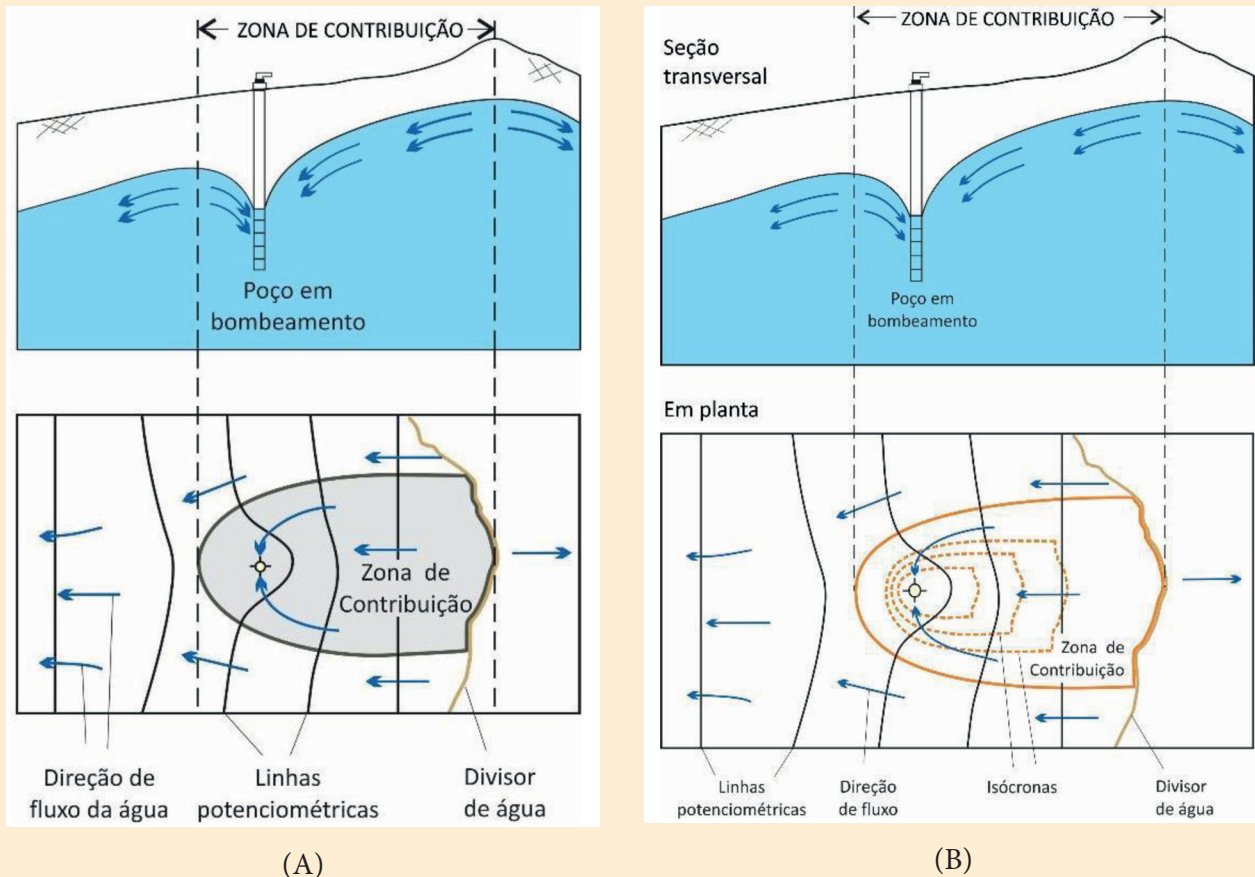 ZONA DE CONTRIBUIÇÃO
Poço em
bombeamento
Zona de
Contribuição
Direção de
fluxo da água
Linhas
potenciométricas
Divisor
de água
(A)
ZONA DE CONTRIBUIÇÃO
Seção
transversal
Poço em
bombeamento
Em planta
Zona de
Contribuição
Linhas
potenciométricas
Direção
de fluxo
Isócronas
Divisor
de água
(B)